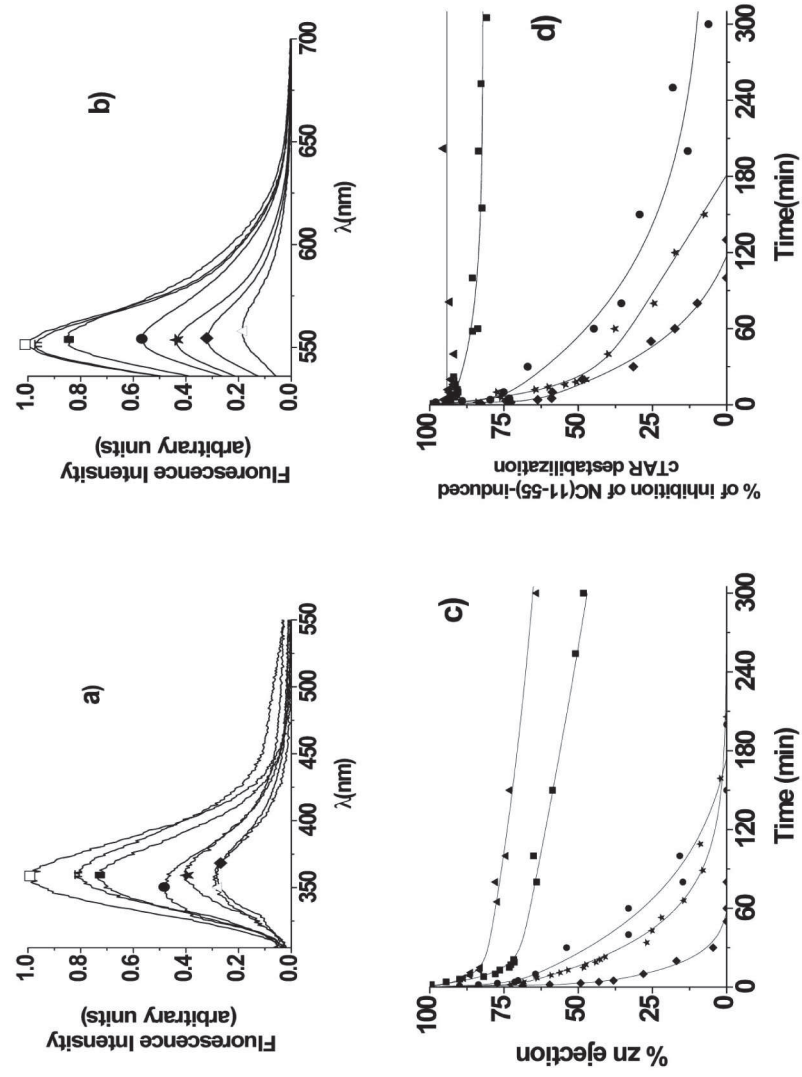 a)
Fluorescence Intensity
(arbitrary units)
1.0
0.8
0.6
0.4
0.2
0.0
350
400
450
500
550
λ(nm)
b)
Fluorescence Intensity
(arbitrary units)
1.0
0.8
0.6
0.4
0.2
0.0
550
600
650
700
λ(nm)
c)
% zn ejection
100
75
50
25
0
0
60
120
180
240
300
Time (min)
d)
% of inhibition of NC(11-55)-induced
cTAR destabilization
100
75
50
25
0
0
60
120
180
240
300
Time(min)